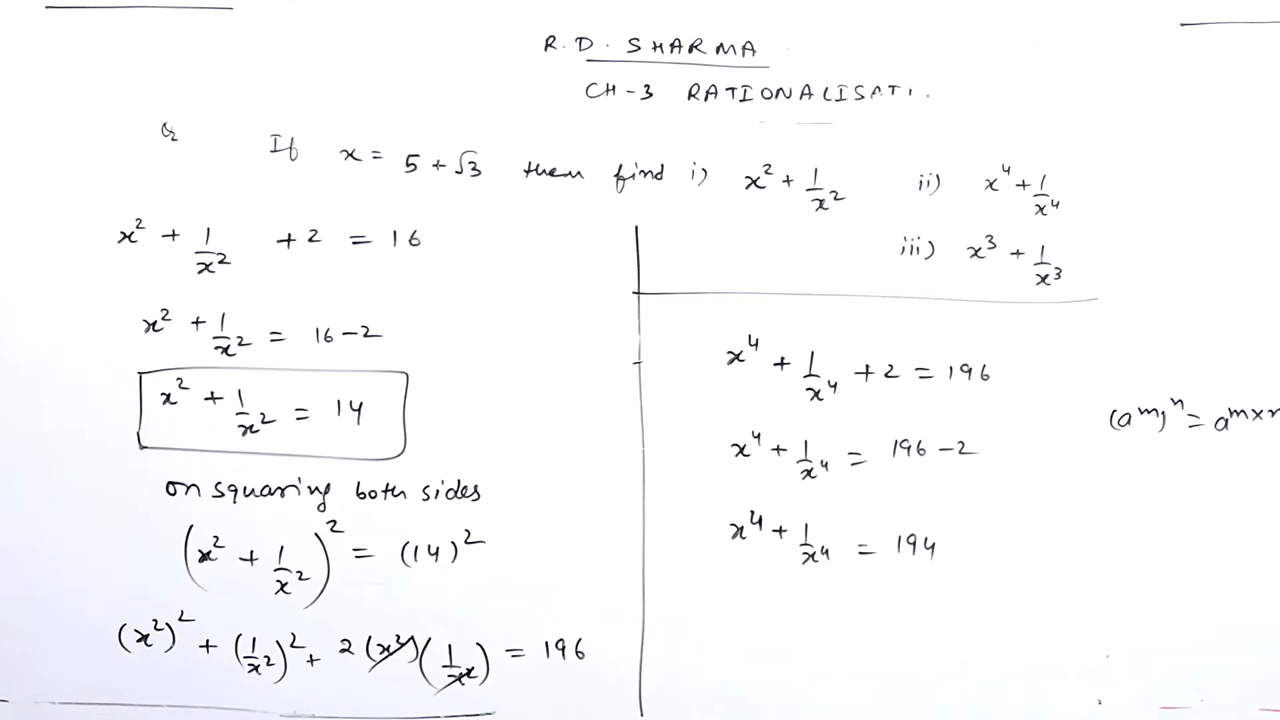 R.D. SHARMA
CH-3 RATIONALISATI
Q If x = 5 + √3 then find i) x² + 1/x² ii) x⁴ + 1/x⁴
iii) x³ + 1/x³
x² + 1/x² + 2 = 16
x² + 1/x² = 16 - 2
x² + 1/x² = 14
on squaring both sides
(x² + 1/x²)² = (14)²
(x²)² + (1/x²)² + 2(x²)(1/x²) = 196
x⁴ + 1/x⁴ + 2 = 196
x⁴ + 1/x⁴ = 196 - 2
x⁴ + 1/x⁴ = 194
(aᵐ)ⁿ = aᵐˣⁿ